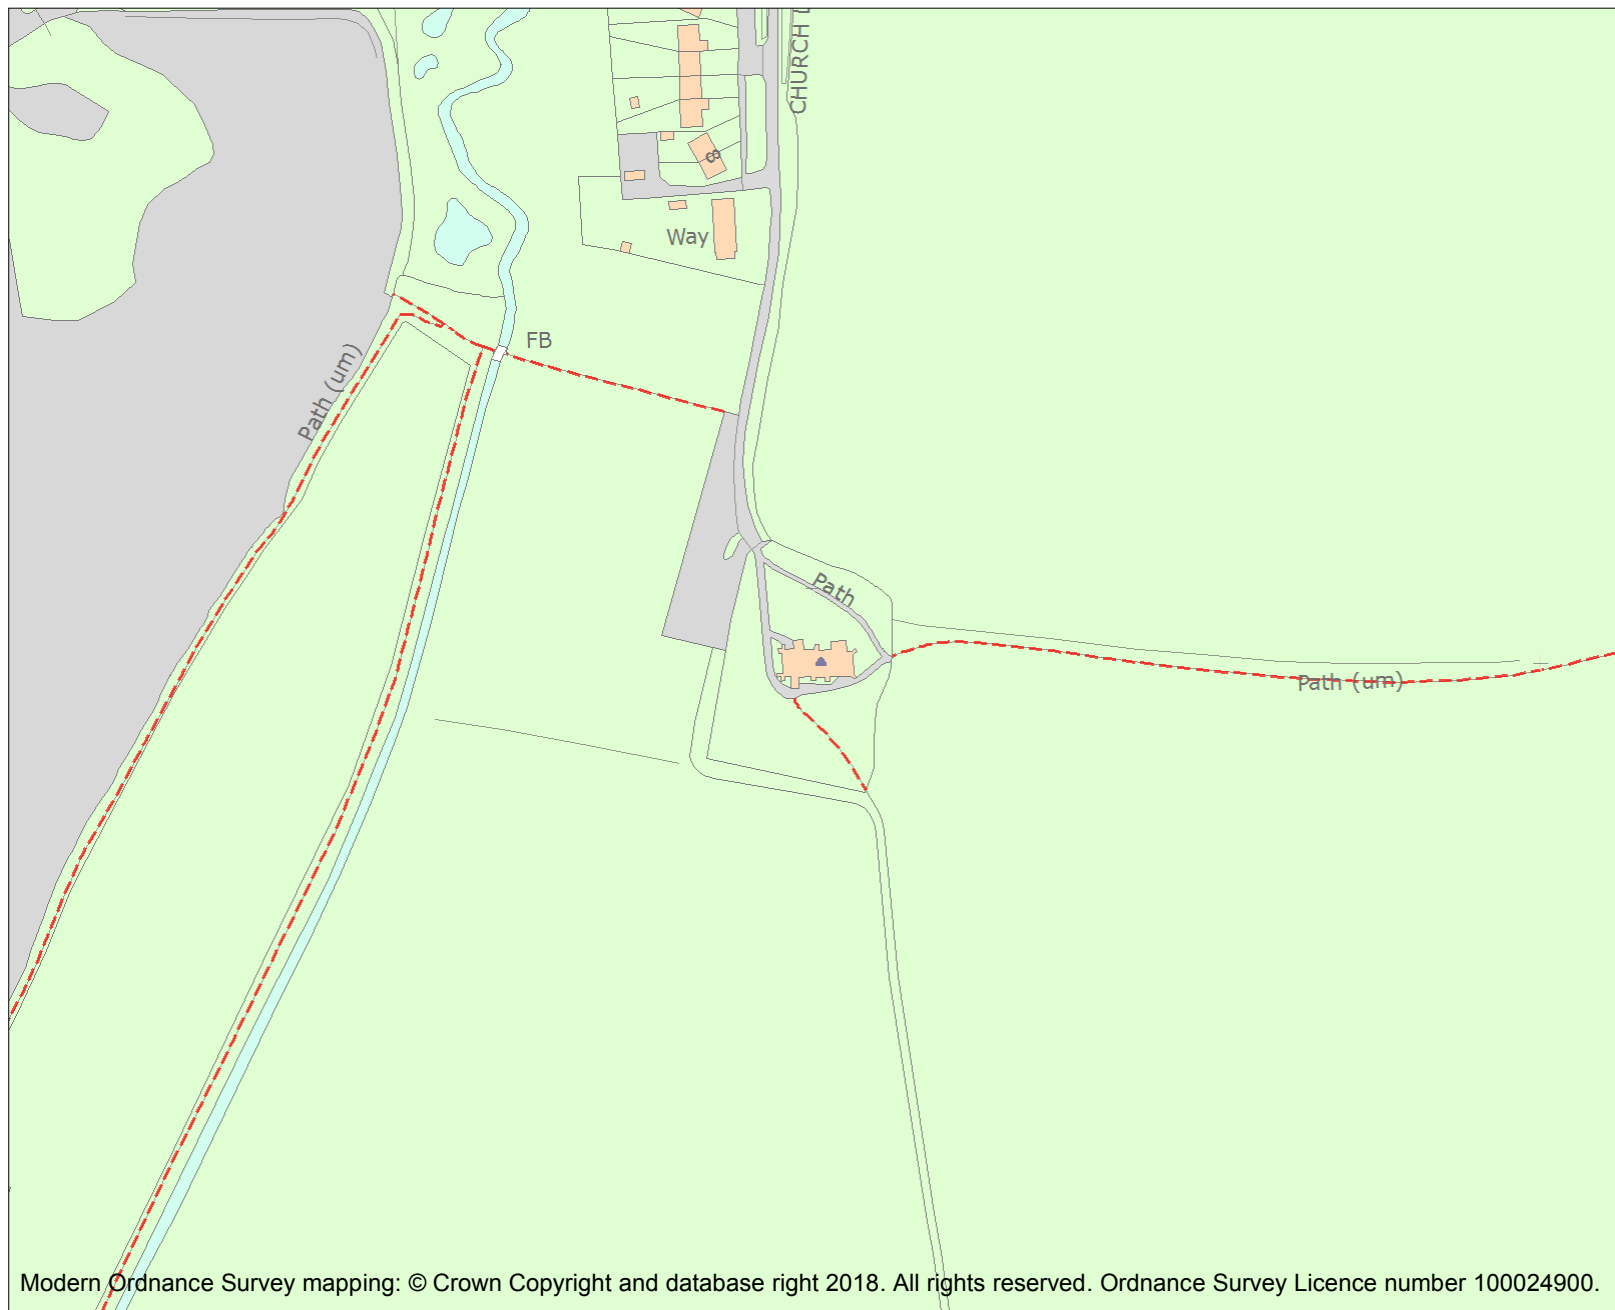 CHURCH
8
Way
FB
Path (um)
Path
Path (um)
Modern Ordnance Survey mapping: © Crown Copyright and database right 2018. All rights reserved. Ordnance Survey Licence number 100024900.